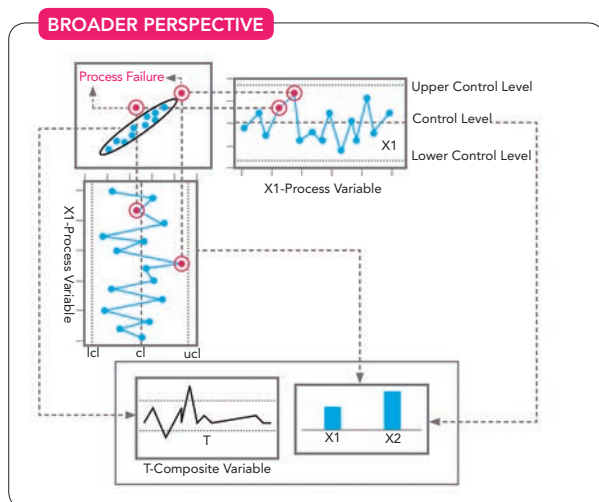 BROADER PERSPECTIVE
Process Failure
Upper Control Level
Control Level
X1
Lower Control Level
X1-Process Variable
X1-Process Variable
lcl
cl
ucl
T
X1
X2
T-Composite Variable